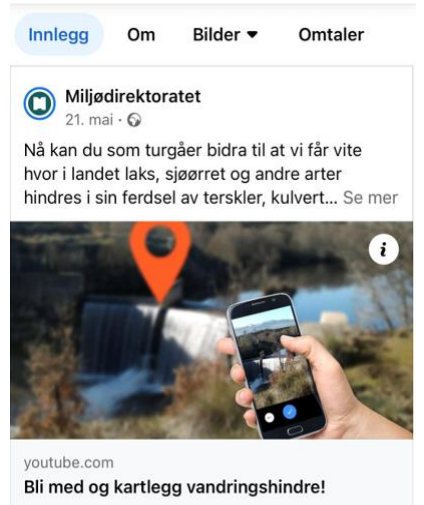 Innlegg Om Bilder Omtaler
Miljødirektoratet
21. mai ·
Nå kan du som turgåer bidra til at vi får vite
hvor i landet laks, sjøørret og andre arter
hindres i sin ferdsel av terskler, kulvert... Se mer
i
youtube.com
Bli med og kartlegg vandringshindre!